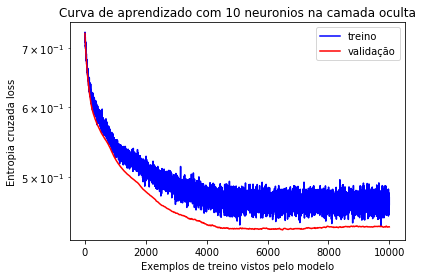 Curva de aprendizado com 10 neuronios na camada oculta
treino
validação
Entropia cruzada loss
7 × 10⁻¹
6 × 10⁻¹
5 × 10⁻¹
0 2000 4000 6000 8000 10000
Exemplos de treino vistos pelo modelo